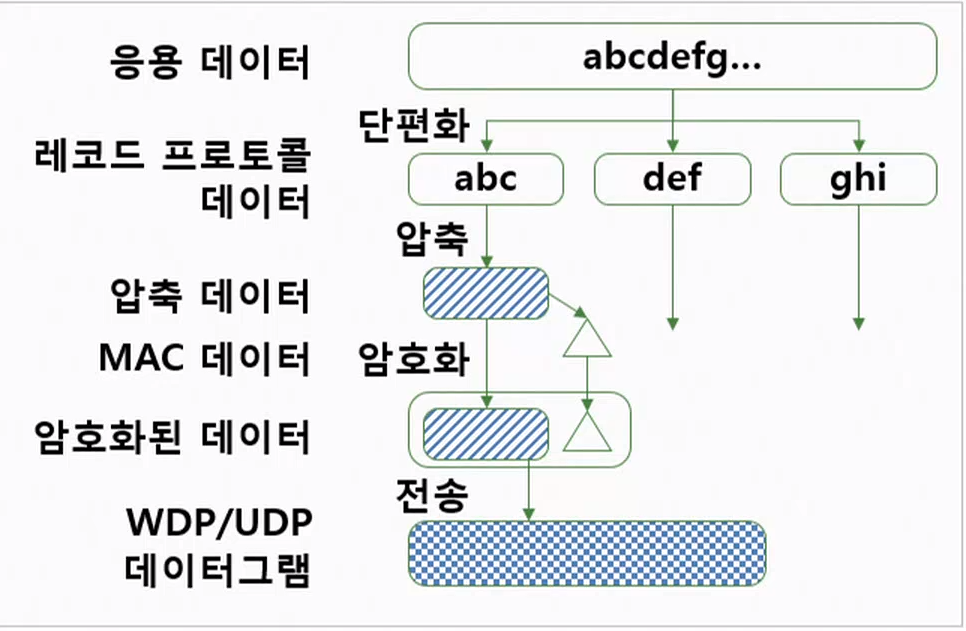 응용 데이터
abcdefg...
단편화
레코드 프로토콜
데이터
abc
def
ghi
압축
압축 데이터
MAC 데이터
암호화
암호화된 데이터
전송
WDP/UDP
데이터그램